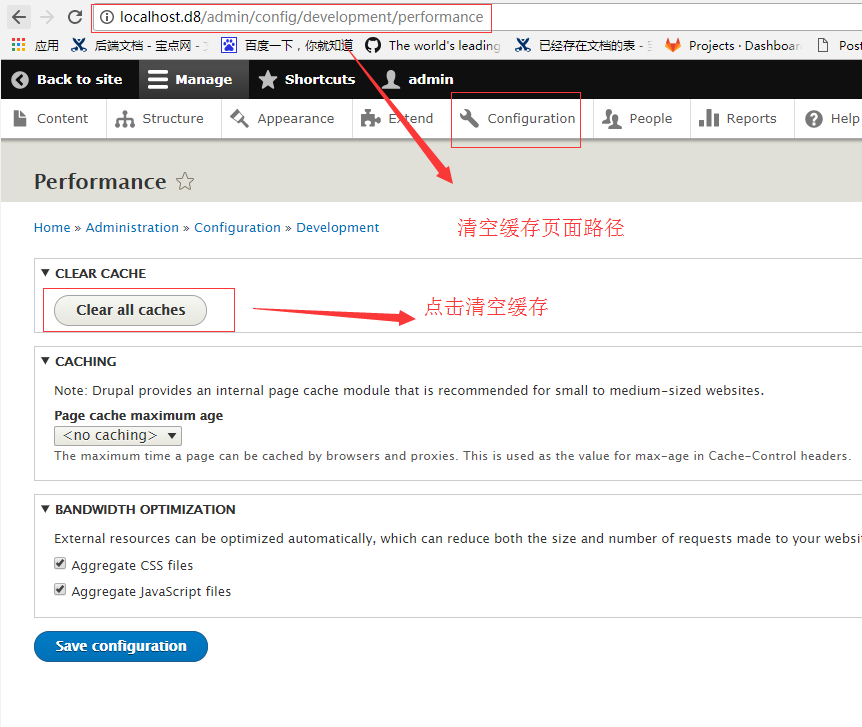 localhost.d8/admin/config/development/performance
应用 后端文档 - 宝点网 - 百度一下，你就知道 The world's leading 已经存在文档的表 - Projects · Dashboar Post
Back to site Manage Shortcuts admin
Content Structure Appearance Extend Configuration People Reports Help
Performance
Home » Administration » Configuration » Development
清空缓存页面路径
CLEAR CACHE
Clear all caches
点击清空缓存
CACHING
Note: Drupal provides an internal page cache module that is recommended for small to medium-sized websites.
Page cache maximum age
<no caching>
The maximum time a page can be cached by browsers and proxies. This is used as the value for max-age in Cache-Control headers.
BANDWIDTH OPTIMIZATION
External resources can be optimized automatically, which can reduce both the size and number of requests made to your websi
Aggregate CSS files
Aggregate JavaScript files
Save configuration